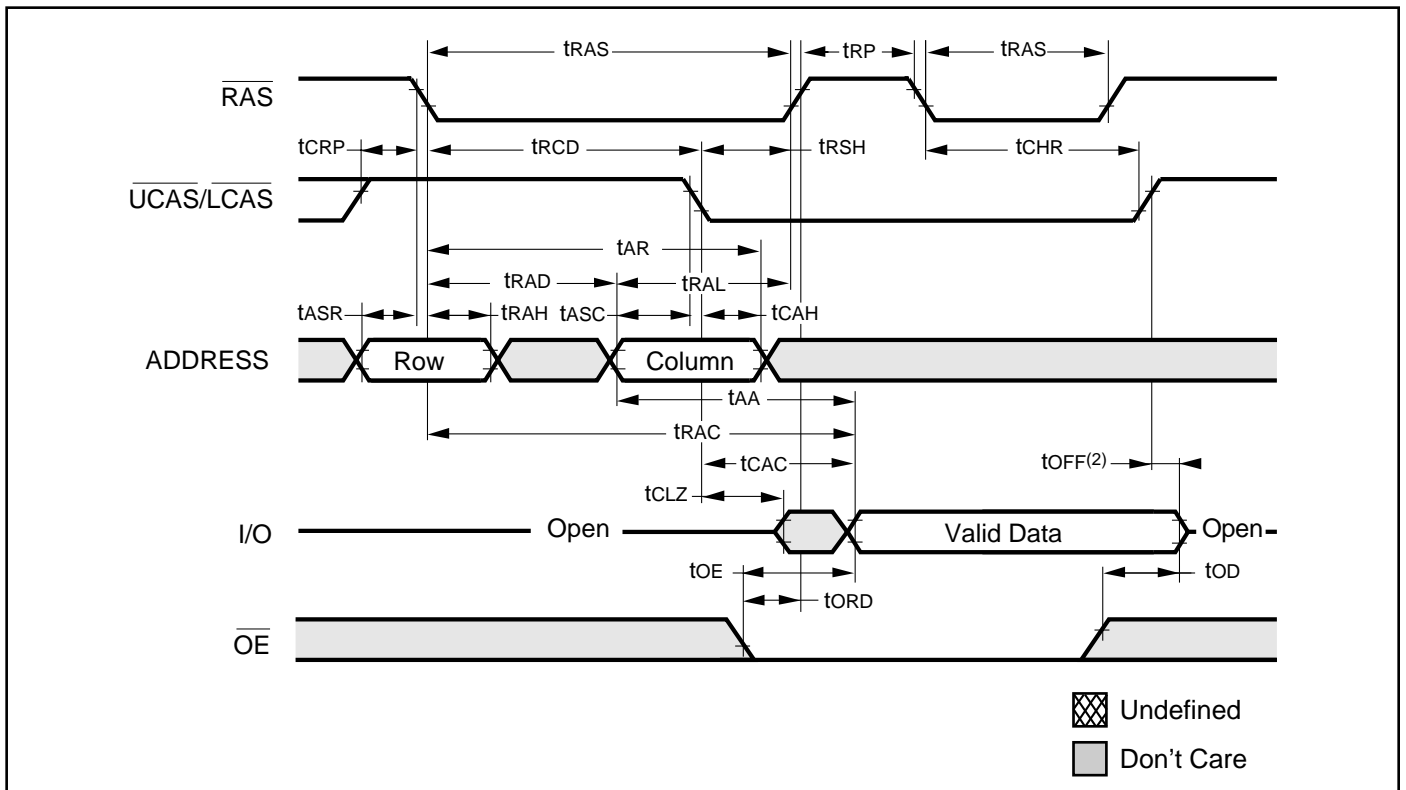 tRAS tRP tRAS
RAS
tCRP tRCD tRSH tCHR
UCAS/LCAS
tAR
tRAD tRAL
tASR tRAH tASC tCAH
ADDRESS Row Column
tAA
tRAC
tCAC tOFF(2)
tCLZ
I/O Open Valid Data Open
tOE tOD
tORD
OE
Undefined
Don't Care